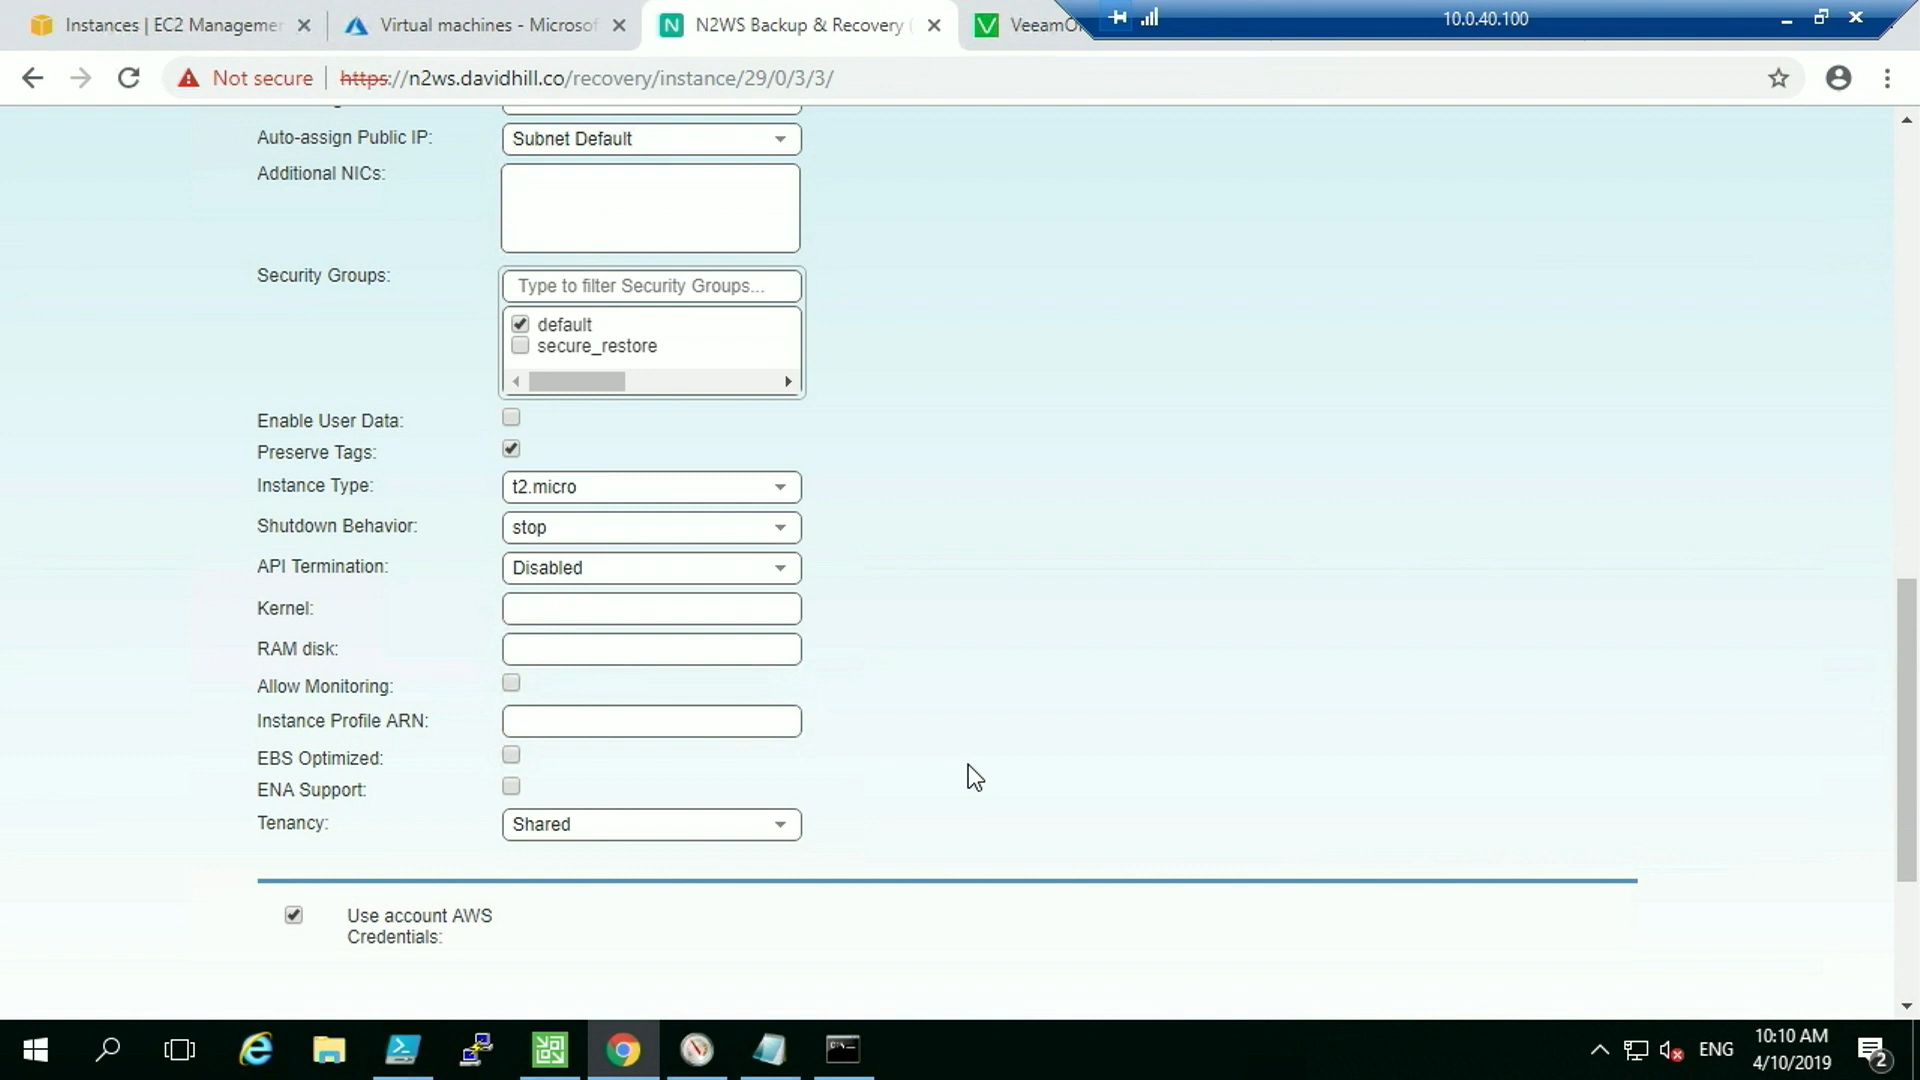 Instances | EC2 Managemen
Virtual machines - Microsof
N2WS Backup & Recovery (
VeeamO
10.0.40.100
Not secure
https://n2ws.davidhill.co/recovery/instance/29/0/3/3/
Auto-assign Public IP:
Subnet Default
Additional NICs:
Security Groups:
Type to filter Security Groups...
default
secure_restore
Enable User Data:
Preserve Tags:
Instance Type:
t2.micro
Shutdown Behavior:
stop
API Termination:
Disabled
Kernel:
RAM disk:
Allow Monitoring:
Instance Profile ARN:
EBS Optimized:
ENA Support:
Tenancy:
Shared
Use account AWS
Credentials:
ENG
10:10 AM
4/10/2019
2